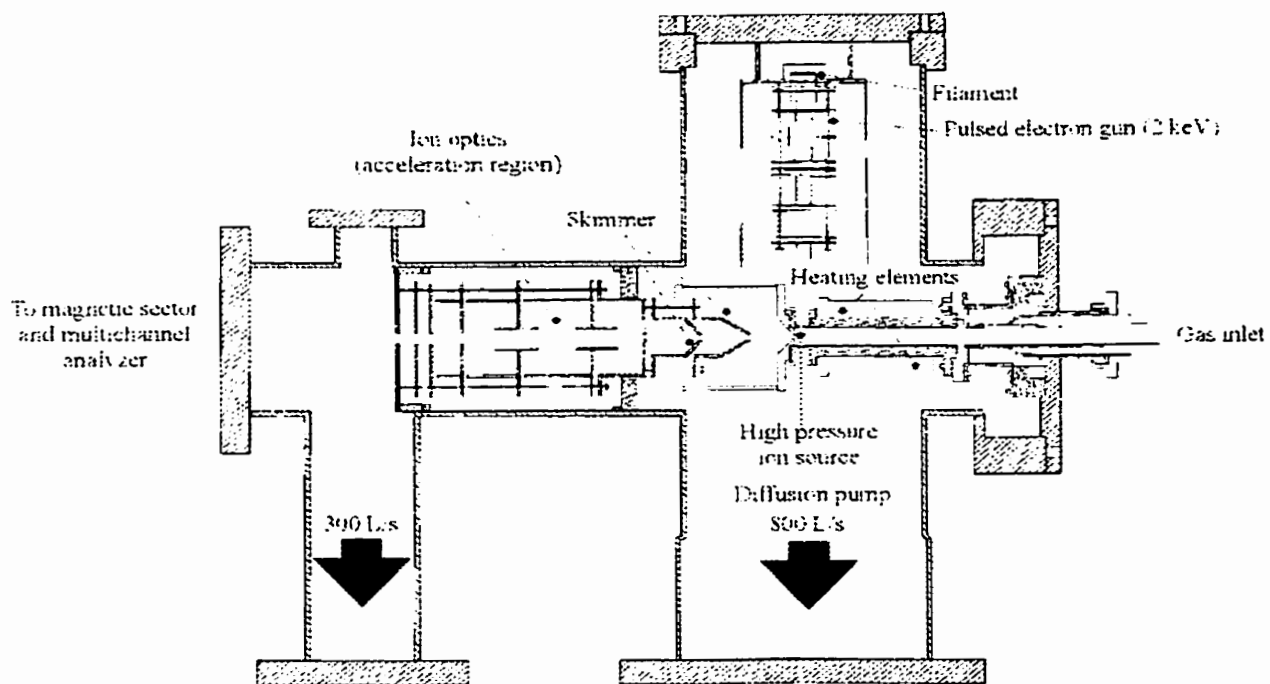 Filament
Pulsed electron gun (2 keV)
Ion optics
(acceleration region)
Skimmer
Heating elements
To magnetic sector
and multichannel
analyzer
Gas inlet
High pressure
ion source
Diffusion pump
300 L/s
800 L/s